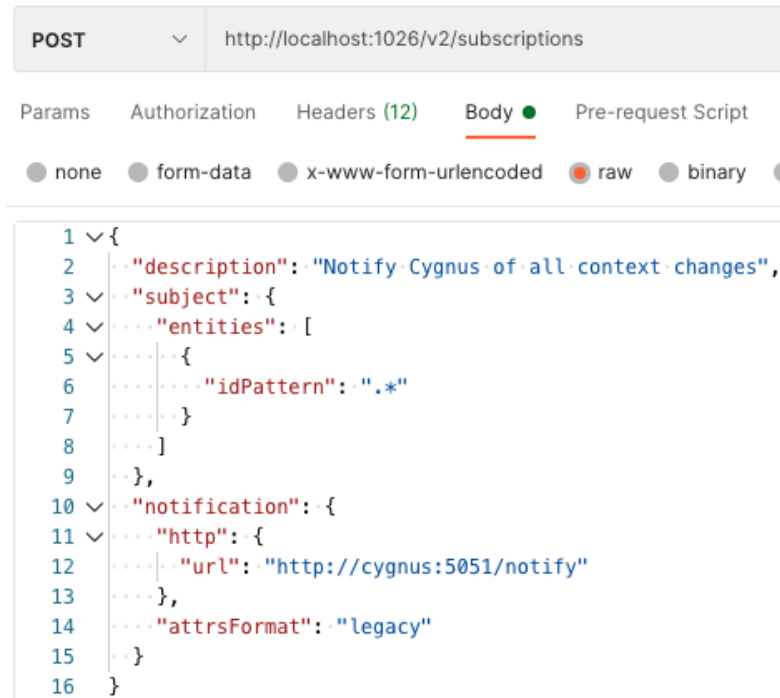 POST http://localhost:1026/v2/subscriptions
Params Authorization Headers (12) Body Pre-request Script
none form-data x-www-form-urlencoded raw binary
1 {
2 "description": "Notify Cygnus of all context changes",
3 "subject": {
4 "entities": [
5 {
6 "idPattern": ".*"
7 }
8 ]
9 },
10 "notification": {
11 "http": {
12 "url": "http://cygnus:5051/notify"
13 },
14 "attrsFormat": "legacy"
15 }
16 }